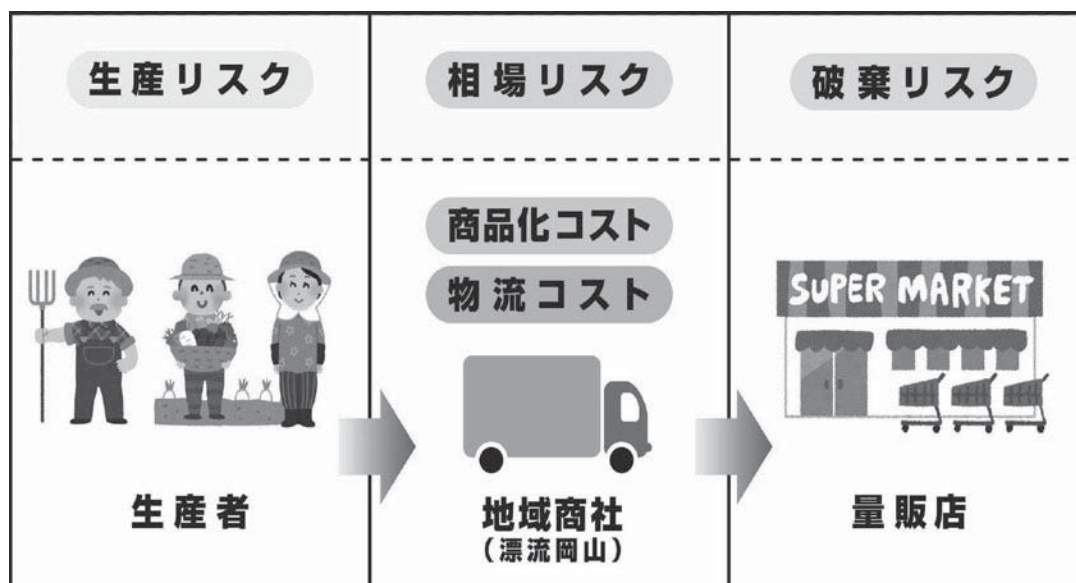 生産リスク
相場リスク
破棄リスク
商品化コスト
物流コスト
SUPER MARKET
生産者
地域商社
(漂流岡山)
量販店